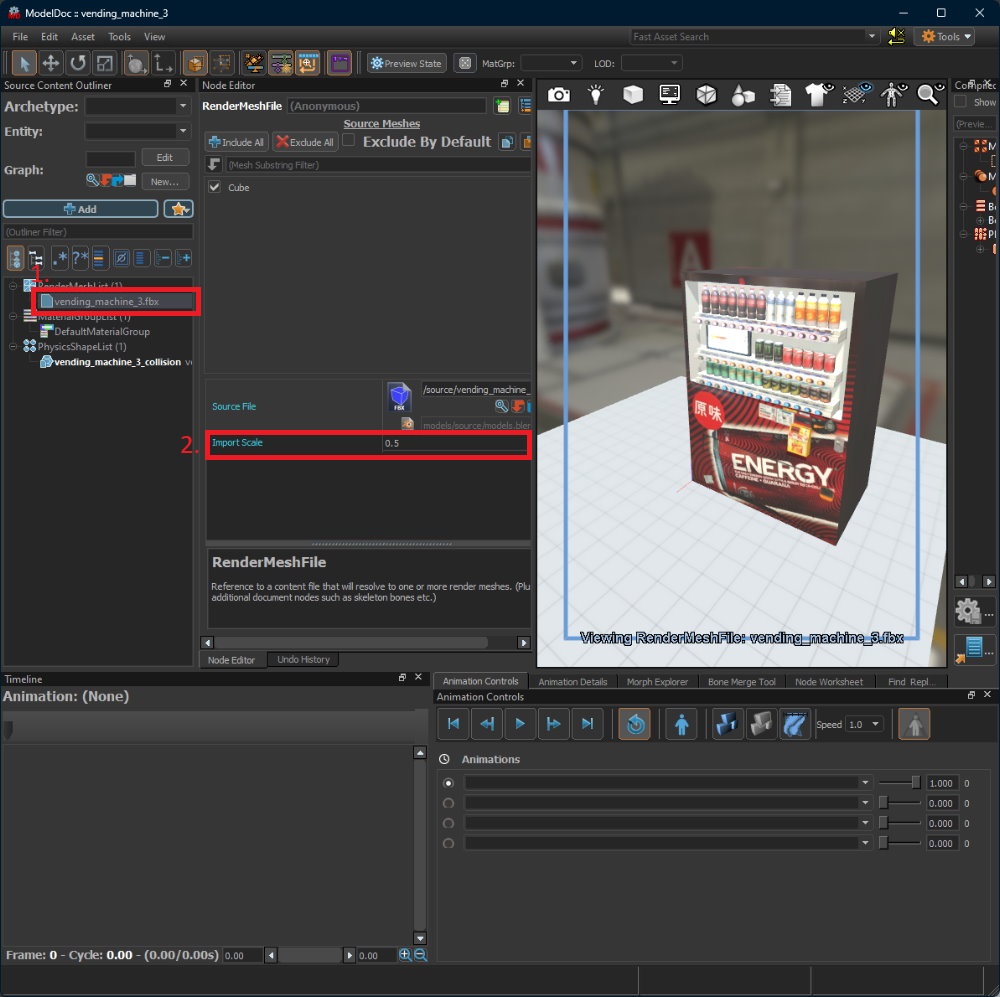 ModelDoc :: vending_machine_3
File Edit Asset Tools View
Fast Asset Search
Tools
Preview State
MatGrp:
LOD:
Source Content Outliner
Archetype:
Entity:
Graph:
Edit
New...
Add
(Outliner Filter)
1.
RenderMeshList (1)
vending_machine_3.fbx
MaterialGroupList (1)
DefaultMaterialGroup
PhysicsShapeList (1)
vending_machine_3_collision
Node Editor
RenderMeshFile (Anonymous)
Source Meshes
Include All
Exclude All
Exclude By Default
(Mesh Substring Filter)
Cube
Source File
FBX
/source/vending_machine_
models/source/models.blen
2.
Import Scale
0.5
RenderMeshFile
Reference to a content file that will resolve to one or more render meshes. (Plu
additional document nodes such as skeleton bones etc.)
Node Editor Undo History
原味
ENERGY
CAFFEINE + GUARANA
Viewing RenderMeshFile: vending_machine_3.fbx
Show
(Previe
Timeline
Animation: (None)
Frame: 0 - Cycle: 0.00 - (0.00/0.00s)
0.00
0.00
Animation Controls Animation Details Morph Explorer Bone Merge Tool Node Worksheet Find Repl...
Animation Controls
Speed 1.0
Animations
1.000 0
0.000 0
0.000 0
0.000 0